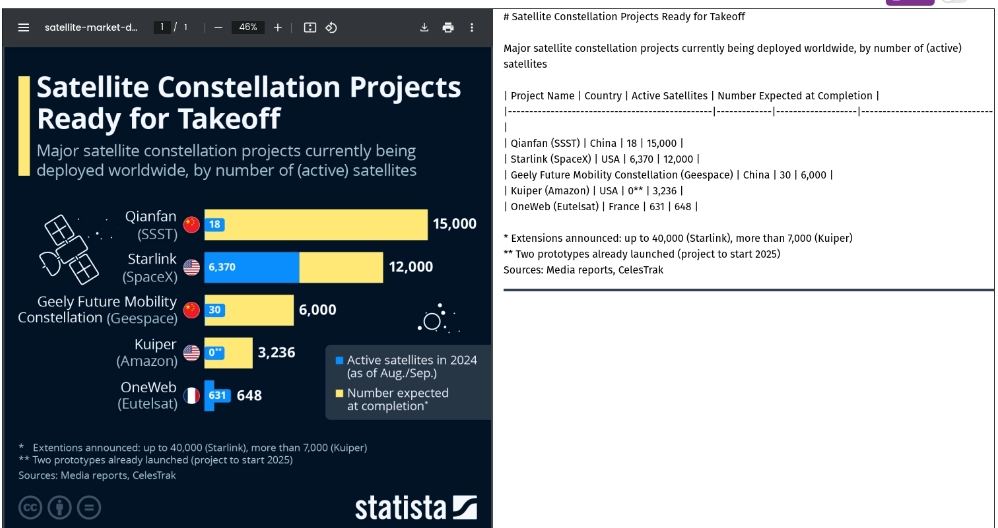 satellite-market-d...
1 / 1
46%
Satellite Constellation Projects
Ready for Takeoff
Major satellite constellation projects currently being
deployed worldwide, by number of (active) satellites
Qianfan
(SSST)
18
15,000
Starlink
(SpaceX)
6,370
12,000
Geely Future Mobility
Constellation (Geespace)
30
6,000
Kuiper
(Amazon)
0**
3,236
OneWeb
(Eutelsat)
631
648
Active satellites in 2024
(as of Aug./Sep.)
Number expected
at completion*
* Extentions announced: up to 40,000 (Starlink), more than 7,000 (Kuiper)
** Two prototypes already launched (project to start 2025)
Sources: Media reports, CelesTrak
cc
statista
# Satellite Constellation Projects Ready for Takeoff
Major satellite constellation projects currently being deployed worldwide, by number of (active)
satellites
| Project Name | Country | Active Satellites | Number Expected at Completion |
|--------------------------------------------|------------|------------------|-----------------------------
|
| Qianfan (SSST) | China | 18 | 15,000 |
| Starlink (SpaceX) | USA | 6,370 | 12,000 |
| Geely Future Mobility Constellation (Geespace) | China | 30 | 6,000 |
| Kuiper (Amazon) | USA | 0** | 3,236 |
| OneWeb (Eutelsat) | France | 631 | 648 |
* Extensions announced: up to 40,000 (Starlink), more than 7,000 (Kuiper)
** Two prototypes already launched (project to start 2025)
Sources: Media reports, CelesTrak